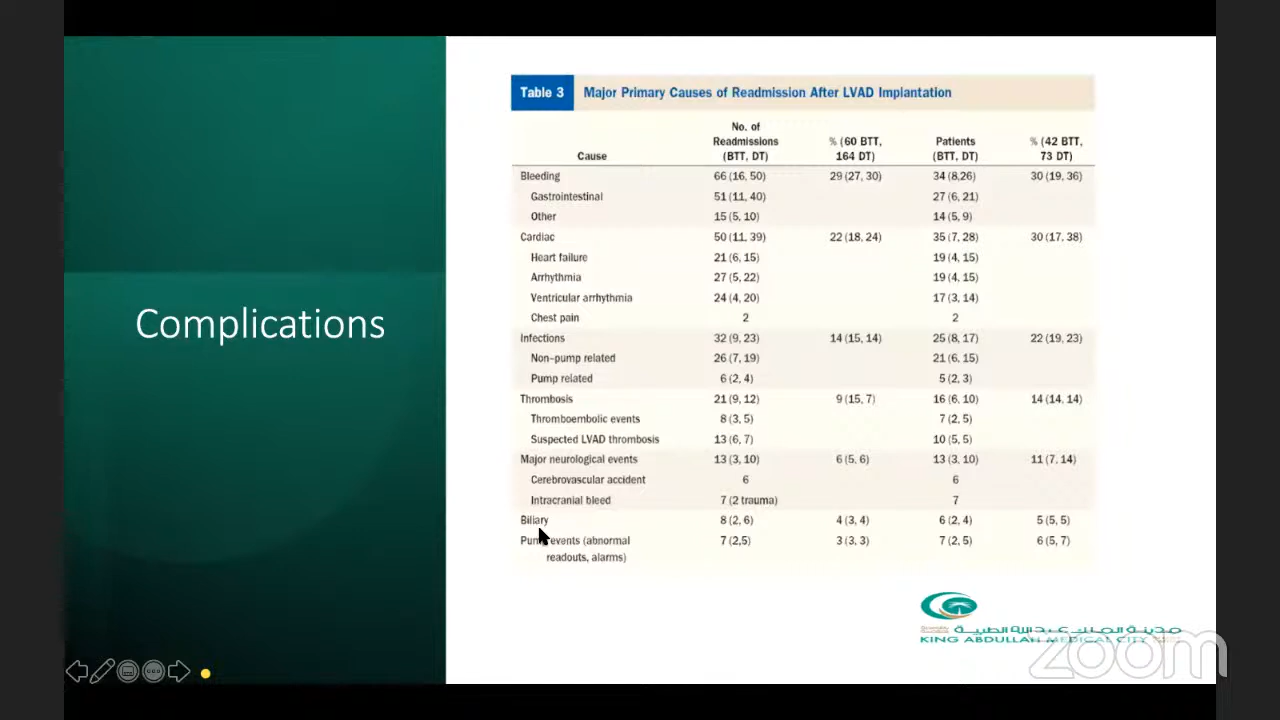 Complications
Table 3 Major Primary Causes of Readmission After LVAD Implantation
Cause No. of Readmissions (BTT, DT) % (60 BTT, 164 DT) Patients (BTT, DT) % (42 BTT, 73 DT)
Bleeding 66 (16, 50) 29 (27, 30) 34 (8,26) 30 (19, 36)
Gastrointestinal 51 (11, 40) 27 (6, 21)
Other 15 (5, 10) 14 (5, 9)
Cardiac 50 (11, 39) 22 (18, 24) 35 (7, 28) 30 (17, 38)
Heart failure 21 (6, 15) 19 (4, 15)
Arrhythmia 27 (5, 22) 19 (4, 15)
Ventricular arrhythmia 24 (4, 20) 17 (3, 14)
Chest pain 2 2
Infections 32 (9, 23) 14 (15, 14) 25 (8, 17) 22 (19, 23)
Non-pump related 26 (7, 19) 21 (6, 15)
Pump related 6 (2, 4) 5 (2, 3)
Thrombosis 21 (9, 12) 9 (15, 7) 16 (6, 10) 14 (14, 14)
Thromboembolic events 8 (3, 5) 7 (2, 5)
Suspected LVAD thrombosis 13 (6, 7) 10 (5, 5)
Major neurological events 13 (3, 10) 6 (5, 6) 13 (3, 10) 11 (7, 14)
Cerebrovascular accident 6 6
Intracranial bleed 7 (2 trauma) 7
Biliary 8 (2, 6) 4 (3, 4) 6 (2, 4) 5 (5, 5)
Pump events (abnormal 7 (2,5) 3 (3, 3) 7 (2, 5) 6 (5, 7)
readouts, alarms)
مدينة الملك عبدالله الطبية
KING ABDULLAH MEDICAL CITY
zoom